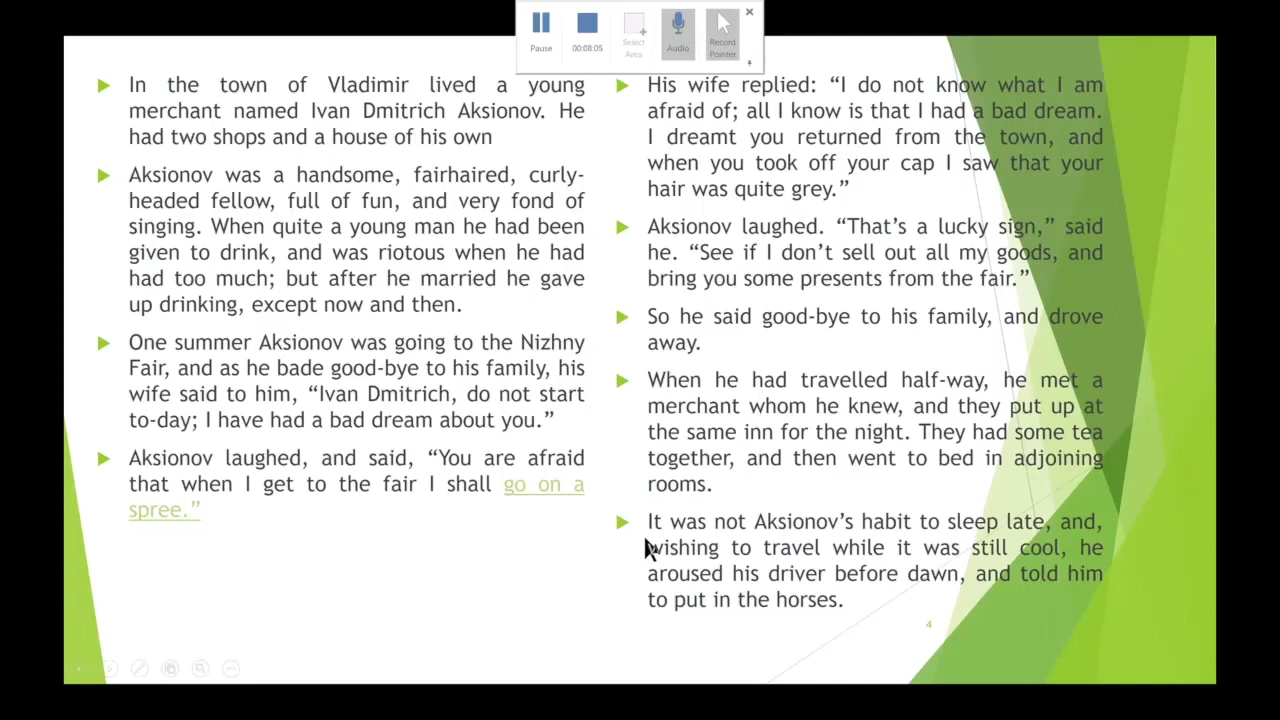 Pause
00:08:05
Select
Area
Audio
Record
Pointer
In the town of Vladimir lived a young
merchant named Ivan Dmitrich Aksionov. He
had two shops and a house of his own
Aksionov was a handsome, fairhaired, curly-
headed fellow, full of fun, and very fond of
singing. When quite a young man he had been
given to drink, and was riotous when he had
had too much; but after he married he gave
up drinking, except now and then.
One summer Aksionov was going to the Nizhny
Fair, and as he bade good-bye to his family, his
wife said to him, “Ivan Dmitrich, do not start
to-day; I have had a bad dream about you.”
Aksionov laughed, and said, “You are afraid
that when I get to the fair I shall go on a
spree.”
His wife replied: “I do not know what I am
afraid of; all I know is that I had a bad dream.
I dreamt you returned from the town, and
when you took off your cap I saw that your
hair was quite grey.”
Aksionov laughed. “That’s a lucky sign,” said
he. “See if I don’t sell out all my goods, and
bring you some presents from the fair.”
So he said good-bye to his family, and drove
away.
When he had travelled half-way, he met a
merchant whom he knew, and they put up at
the same inn for the night. They had some tea
together, and then went to bed in adjoining
rooms.
It was not Aksionov’s habit to sleep late, and,
wishing to travel while it was still cool, he
aroused his driver before dawn, and told him
to put in the horses.
4